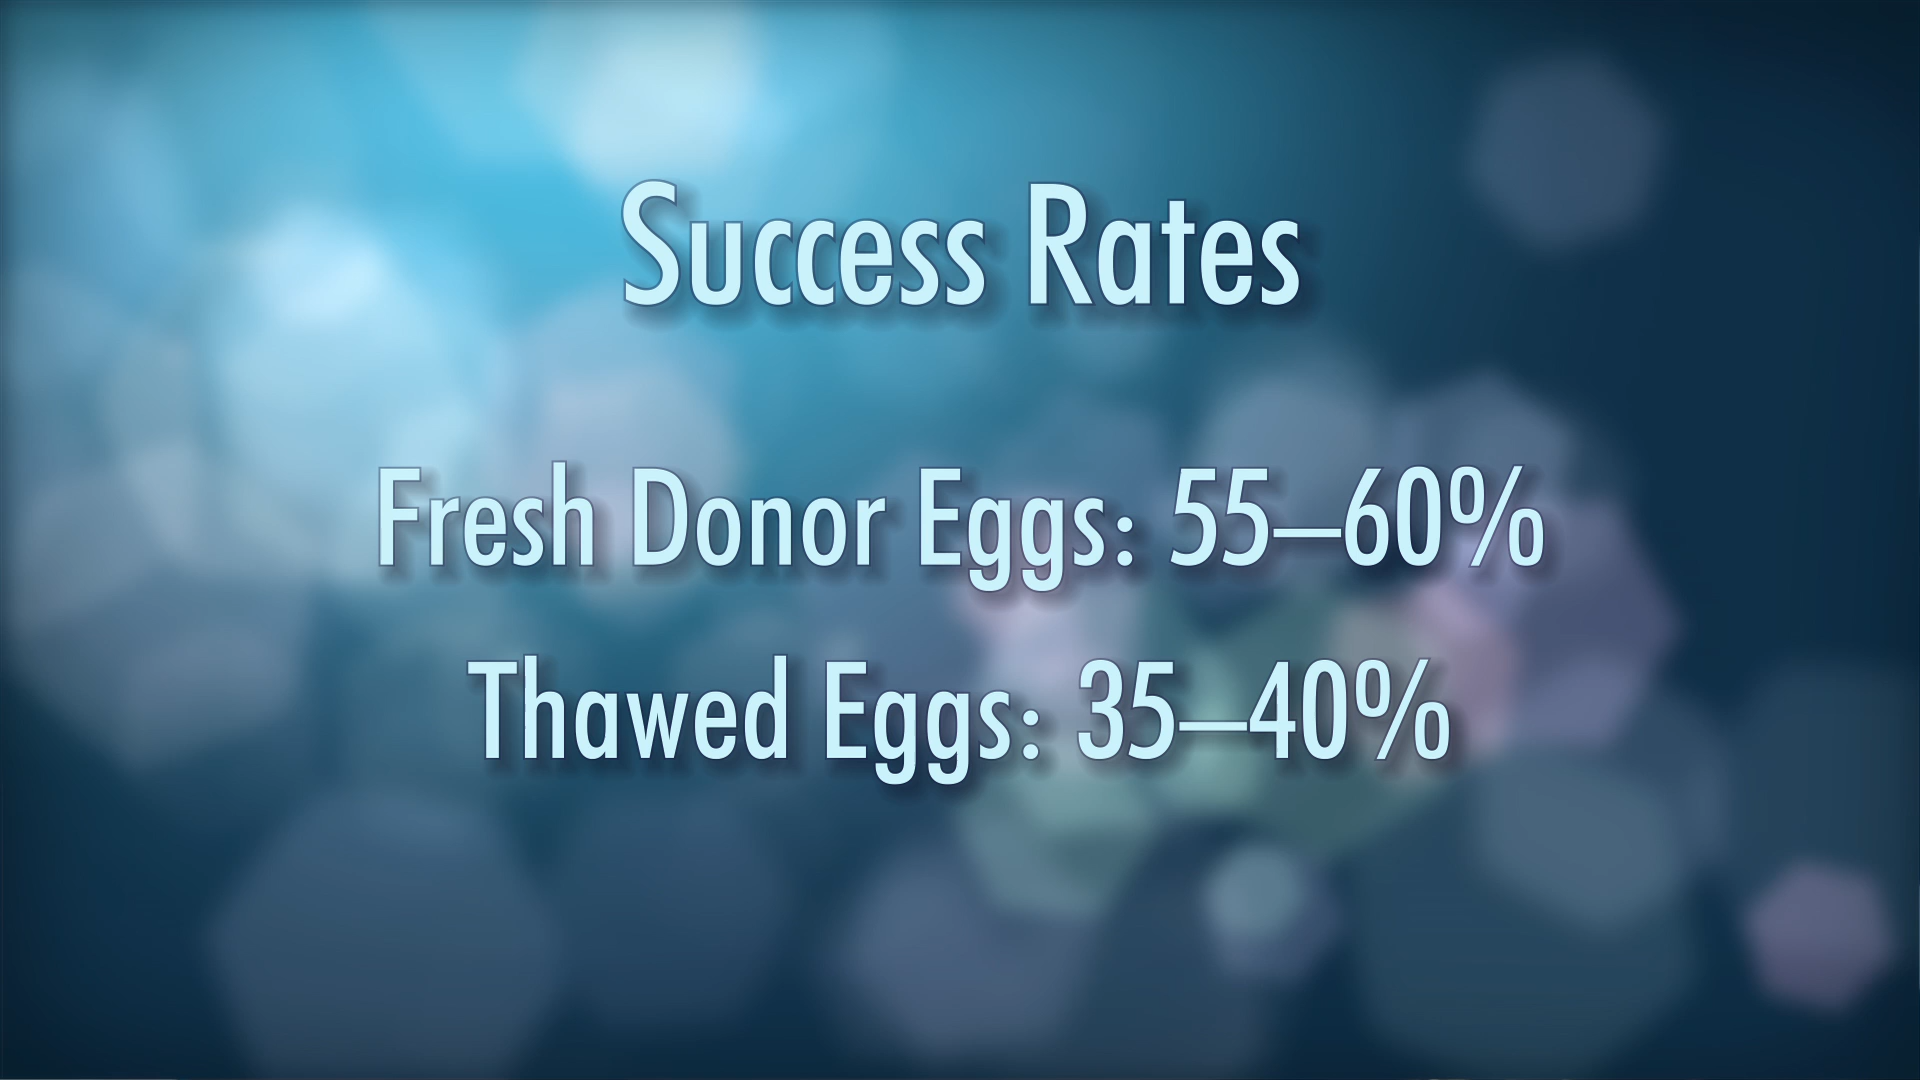 Success Rates
Fresh Donor Eggs: 55–60%
Thawed Eggs: 35–40%